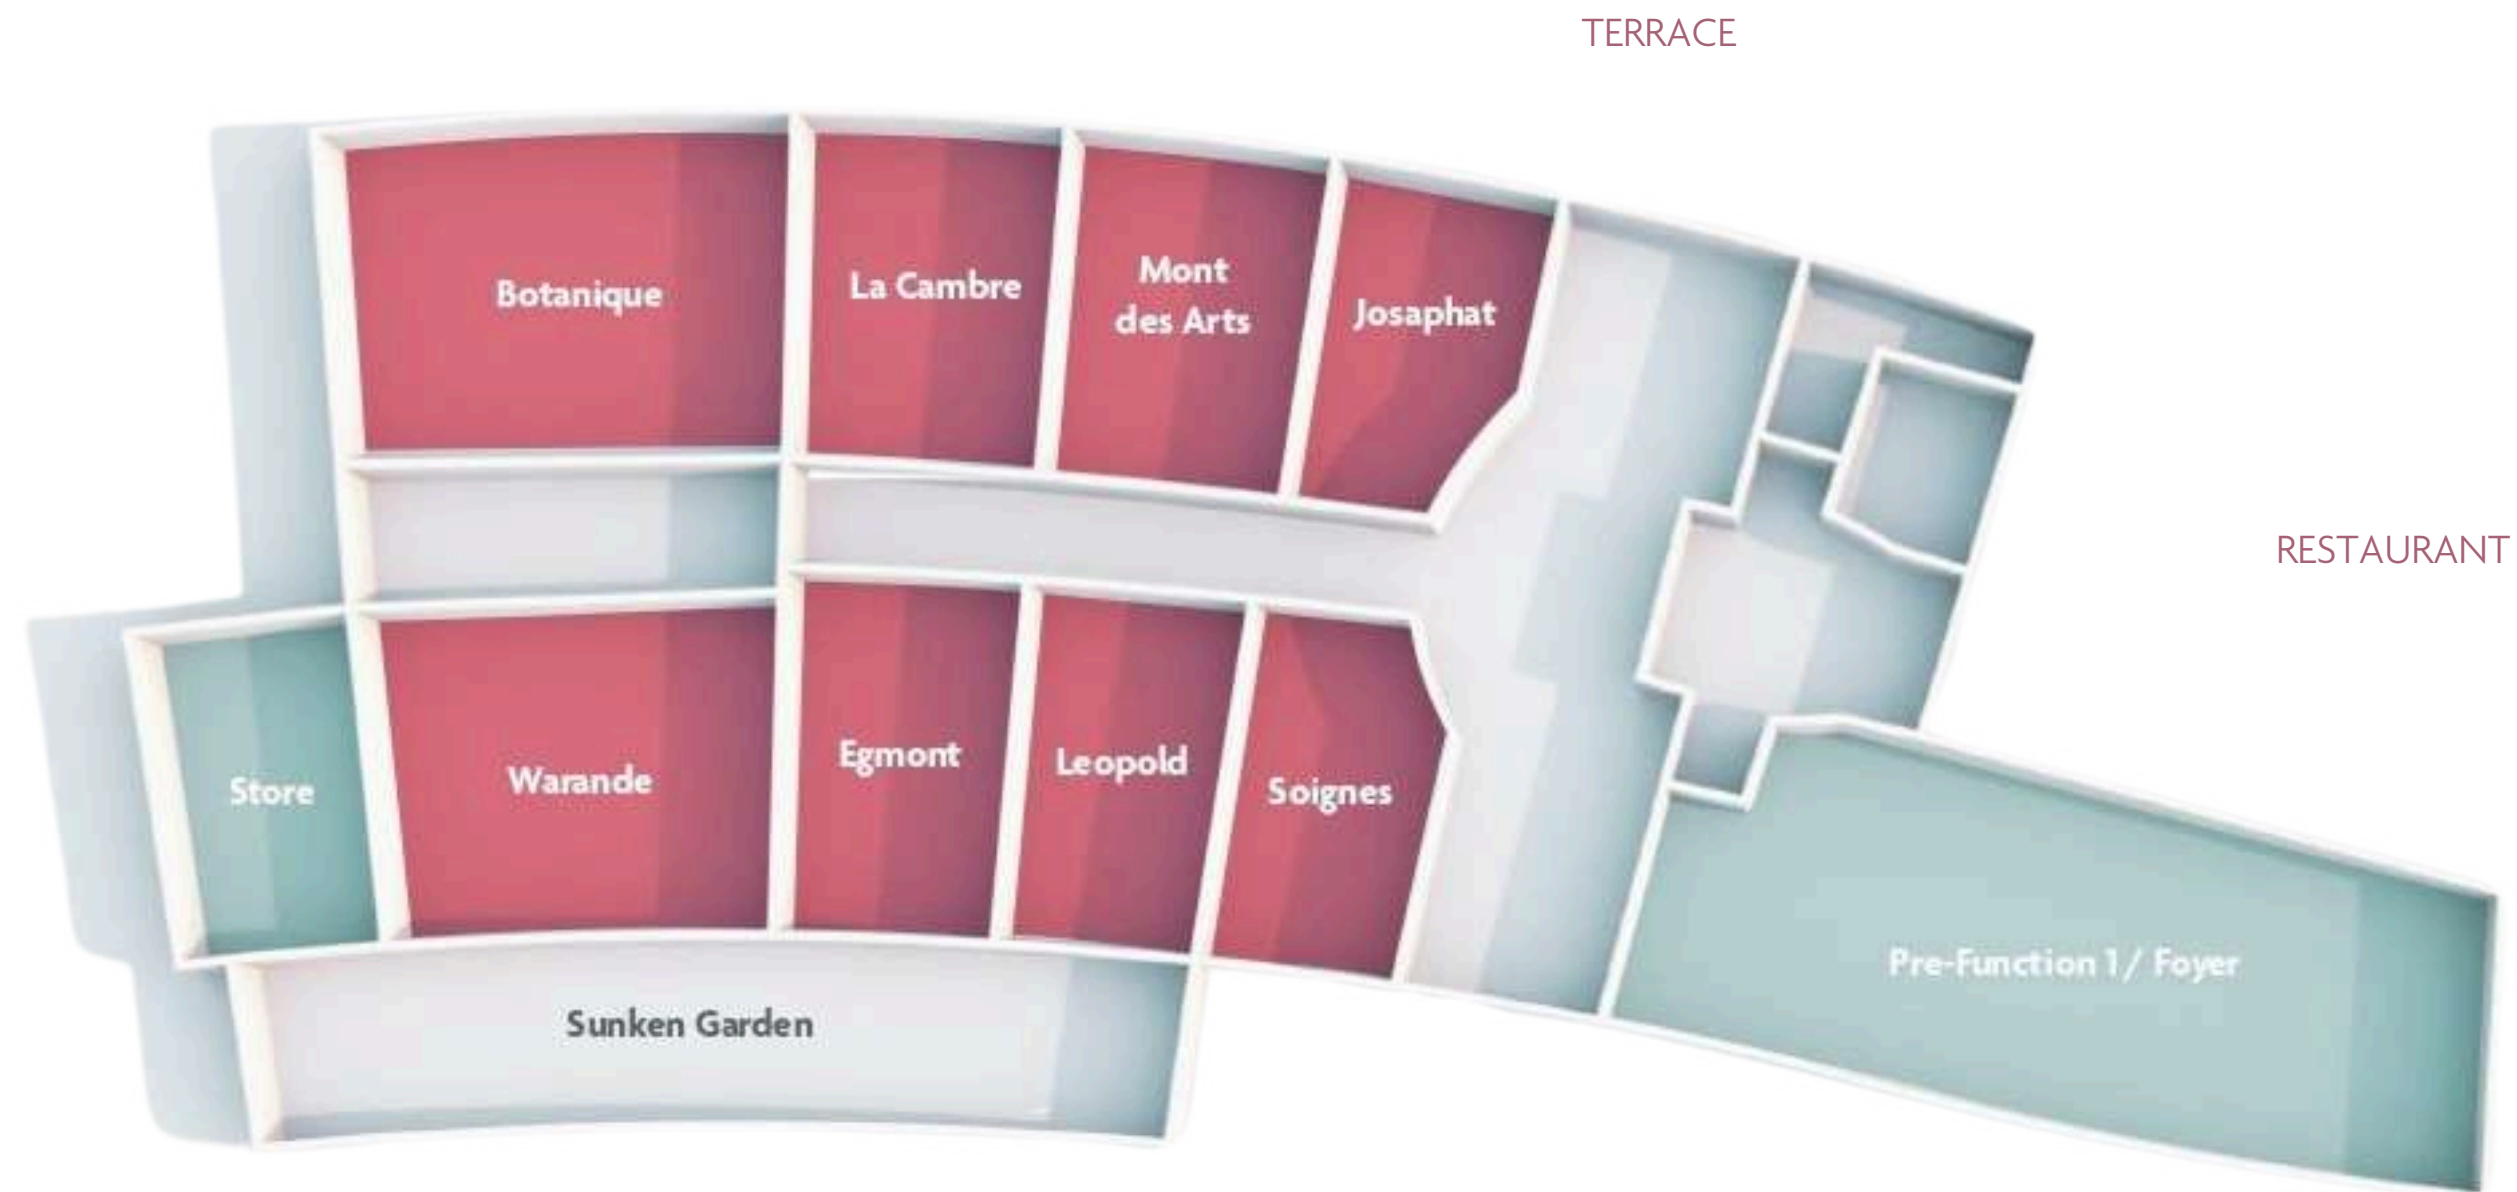 TERRACE
Botanique
La Cambre
Mont
des Arts
Josaphat
RESTAURANT
Store
Warande
Egmont
Leopold
Soignes
Pre-Function 1/ Foyer
Sunken Garden